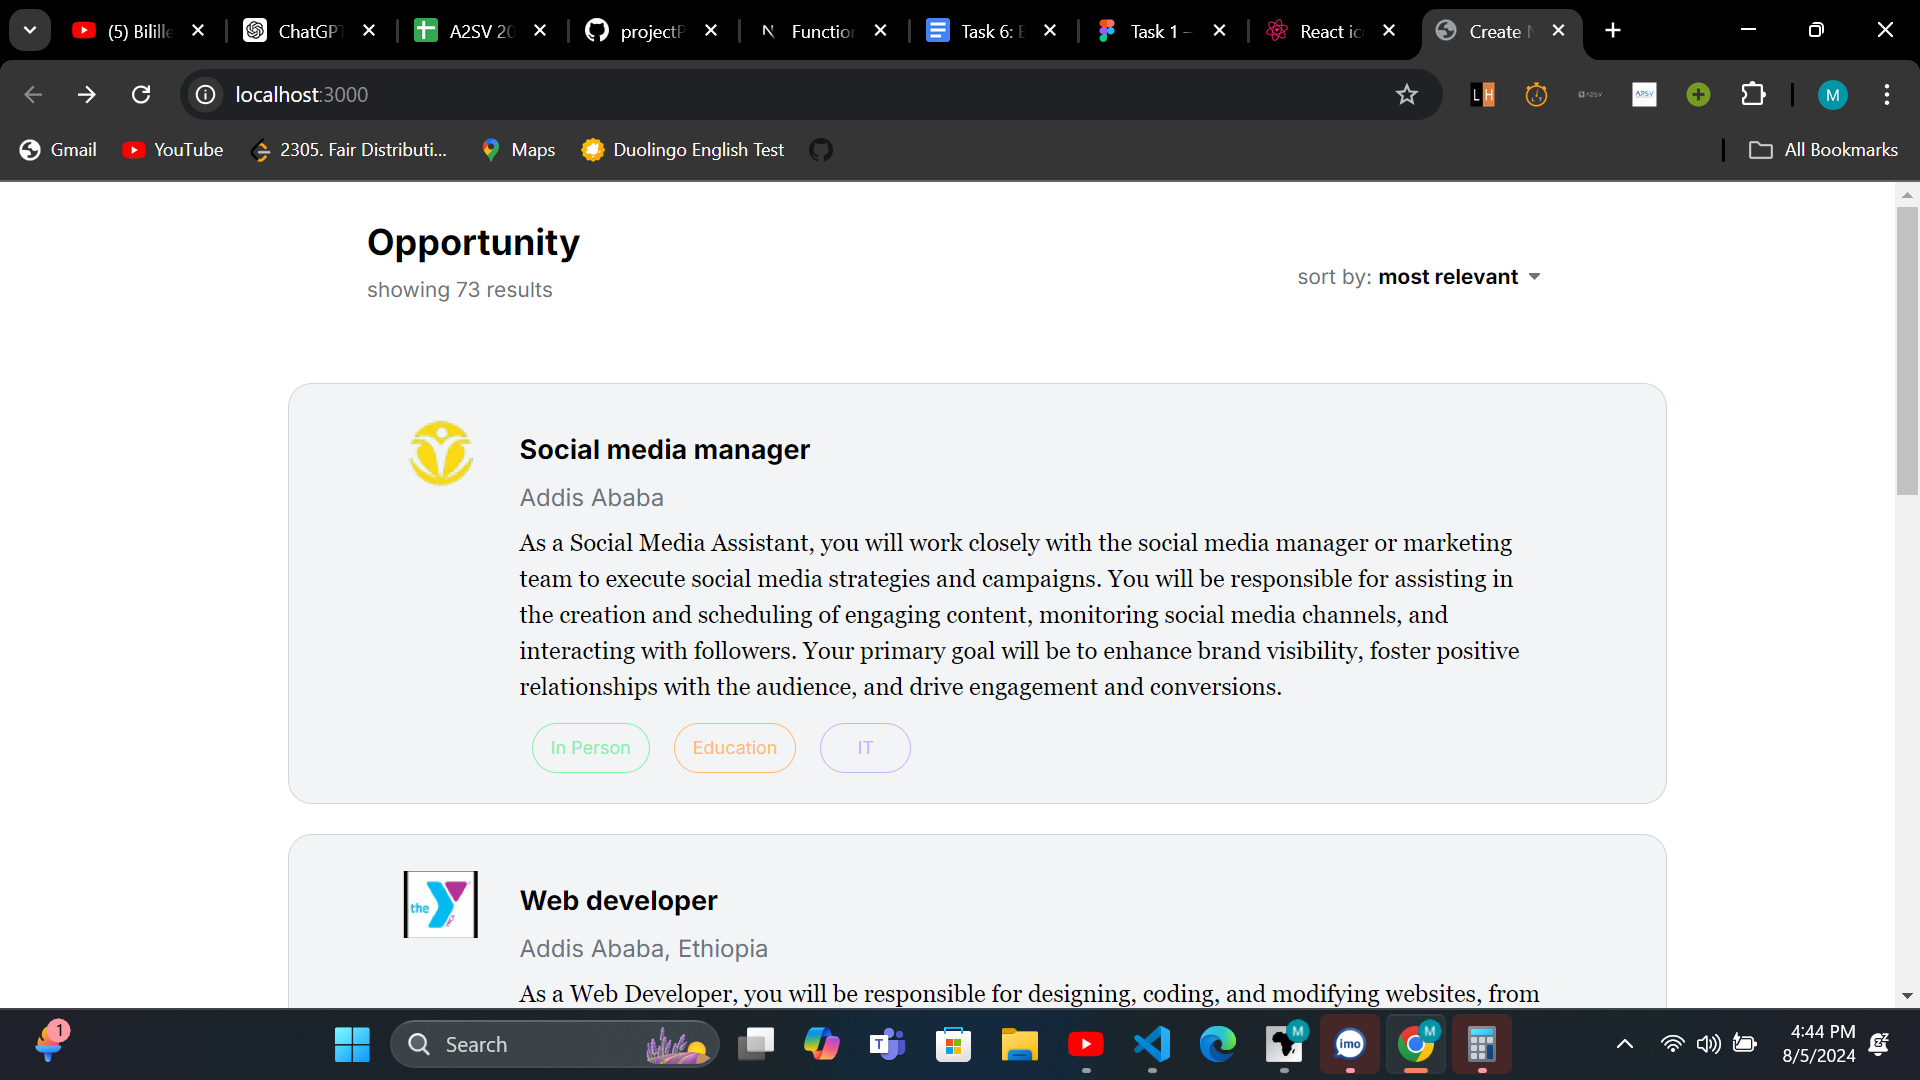 (5) Bilille
ChatGPT
A2SV 20
projectP
Function
Task 6: E
Task 1 –
React ico
Create N
localhost:3000
LH
A2SV
A2SV
M
Gmail
YouTube
2305. Fair Distributi...
Maps
Duolingo English Test
All Bookmarks
Opportunity
showing 73 results
sort by: most relevant
Social media manager
Addis Ababa
As a Social Media Assistant, you will work closely with the social media manager or marketing
team to execute social media strategies and campaigns. You will be responsible for assisting in
the creation and scheduling of engaging content, monitoring social media channels, and
interacting with followers. Your primary goal will be to enhance brand visibility, foster positive
relationships with the audience, and drive engagement and conversions.
In Person
Education
IT
the Y
Web developer
Addis Ababa, Ethiopia
As a Web Developer, you will be responsible for designing, coding, and modifying websites, from
1
Search
T
M
imo
M
4:44 PM
8/5/2024